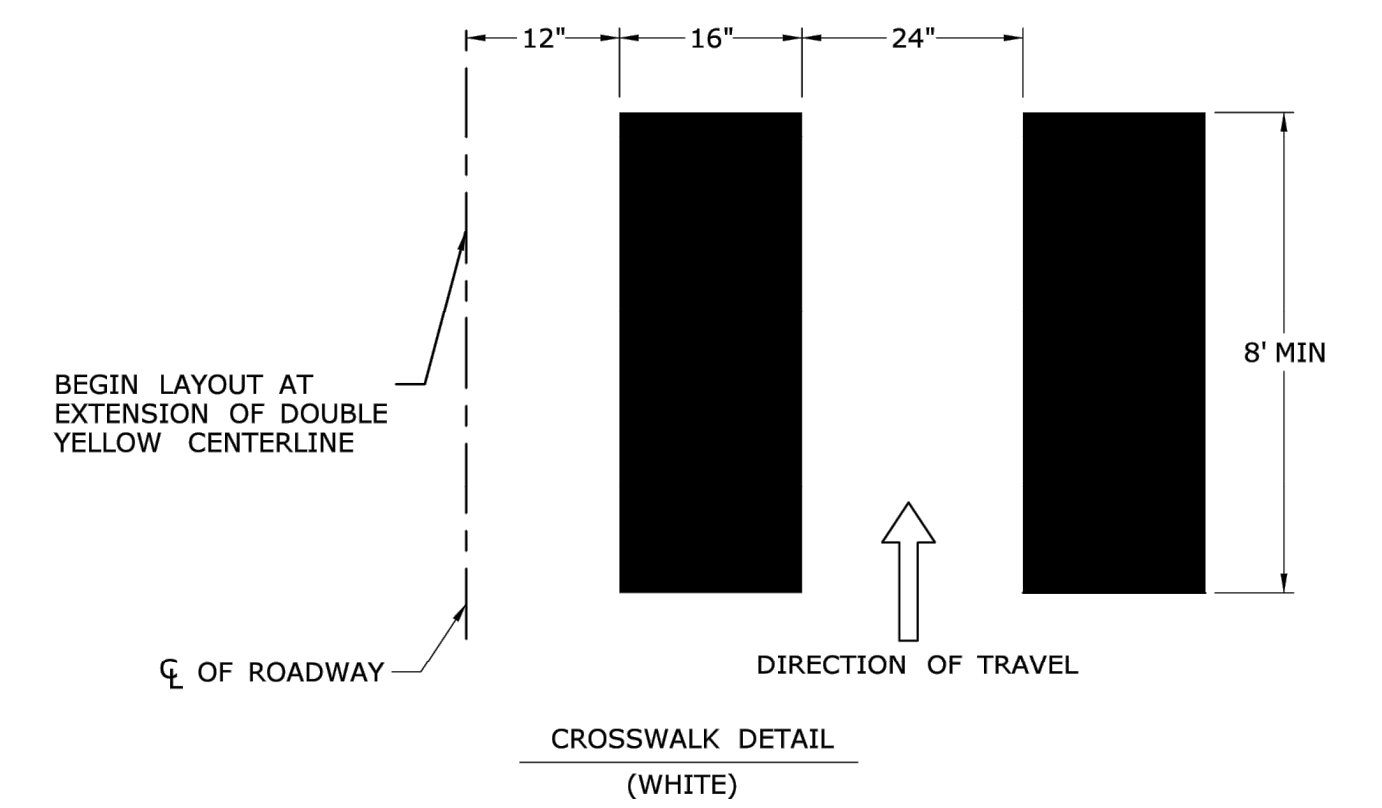 12" 16" 24"
BEGIN LAYOUT AT
EXTENSION OF DOUBLE
YELLOW CENTERLINE
8' MIN
℄ OF ROADWAY
DIRECTION OF TRAVEL
CROSSWALK DETAIL
(WHITE)